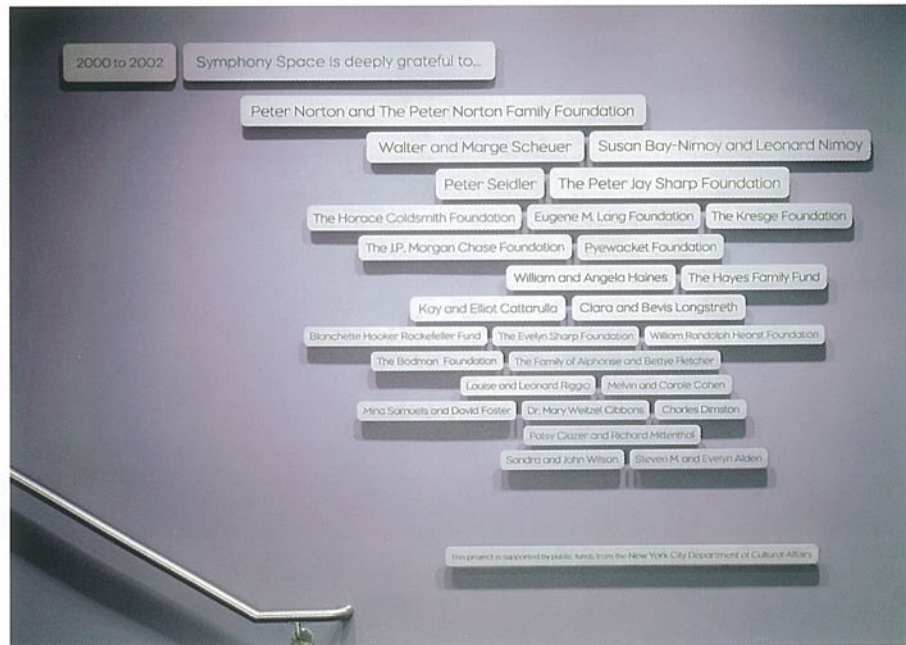 2000 to 2002 Symphony Space is deeply grateful to...
Peter Norton and The Peter Norton Family Foundation
Walter and Marge Scheuer Susan Bay-Nimoy and Leonard Nimoy
Peter Seidler The Peter Jay Sharp Foundation
The Horace Goldsmith Foundation Eugene M. Lang Foundation The Kresge Foundation
The J.P. Morgan Chase Foundation Pyewacket Foundation
William and Angela Haines The Hayes Family Fund
Kay and Elliot Cattarulla Clara and Bevis Longstreth
Blanchette Hooker Rockefeller Fund The Evelyn Sharp Foundation William Randolph Hearst Foundation
The Bodman Foundation The Family of Alphonse and Bettye Fletcher
Louise and Leonard Riggio Melvin and Carole Cohen
Mina Samuels and David Foster Dr. Mary Weitzel Gibbons Charles Dimston
Patsy Glazer and Richard Mittenthal
Sandra and John Wilson Steven M. and Evelyn Alden
This project is supported by public funds from the New York City Department of Cultural Affairs